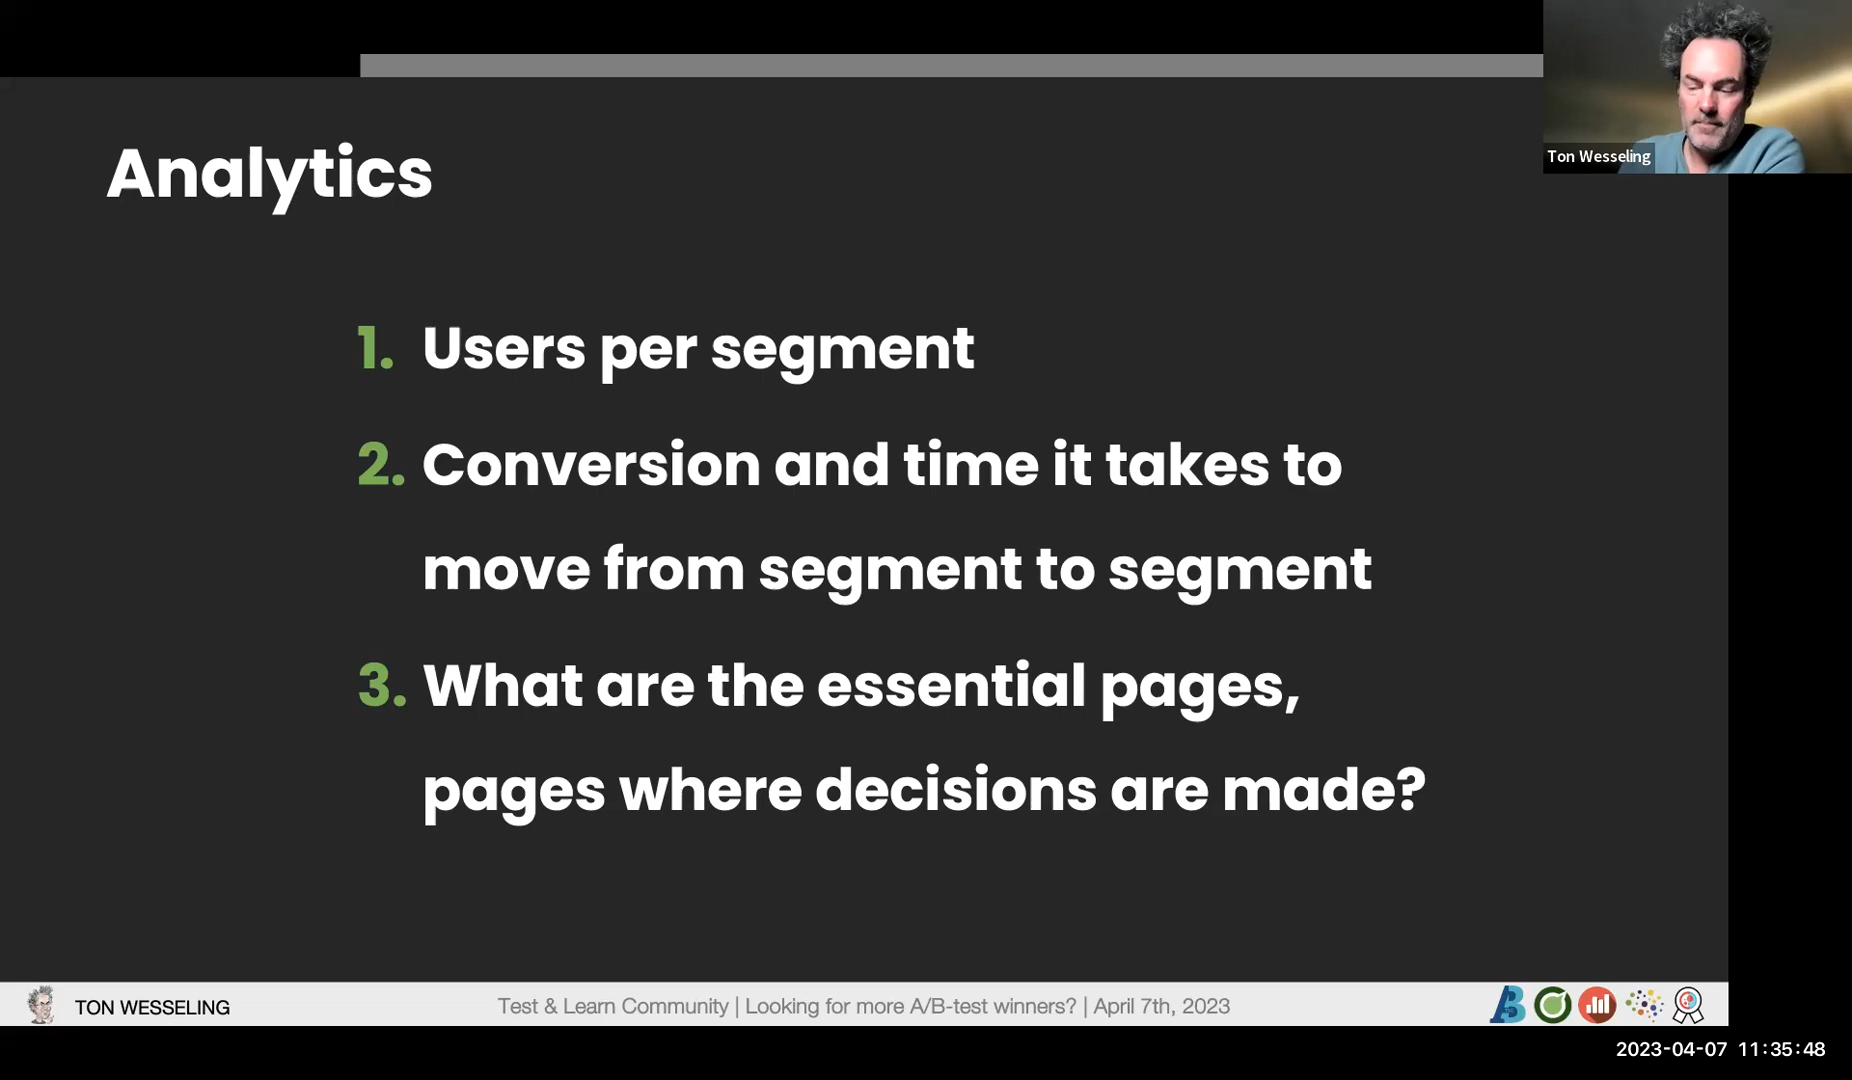 Ton Wesseling
Analytics
1. Users per segment
2. Conversion and time it takes to
move from segment to segment
3. What are the essential pages,
pages where decisions are made?
TON WESSELING
Test & Learn Community | Looking for more A/B-test winners? | April 7th, 2023
2023-04-07 11:35:48